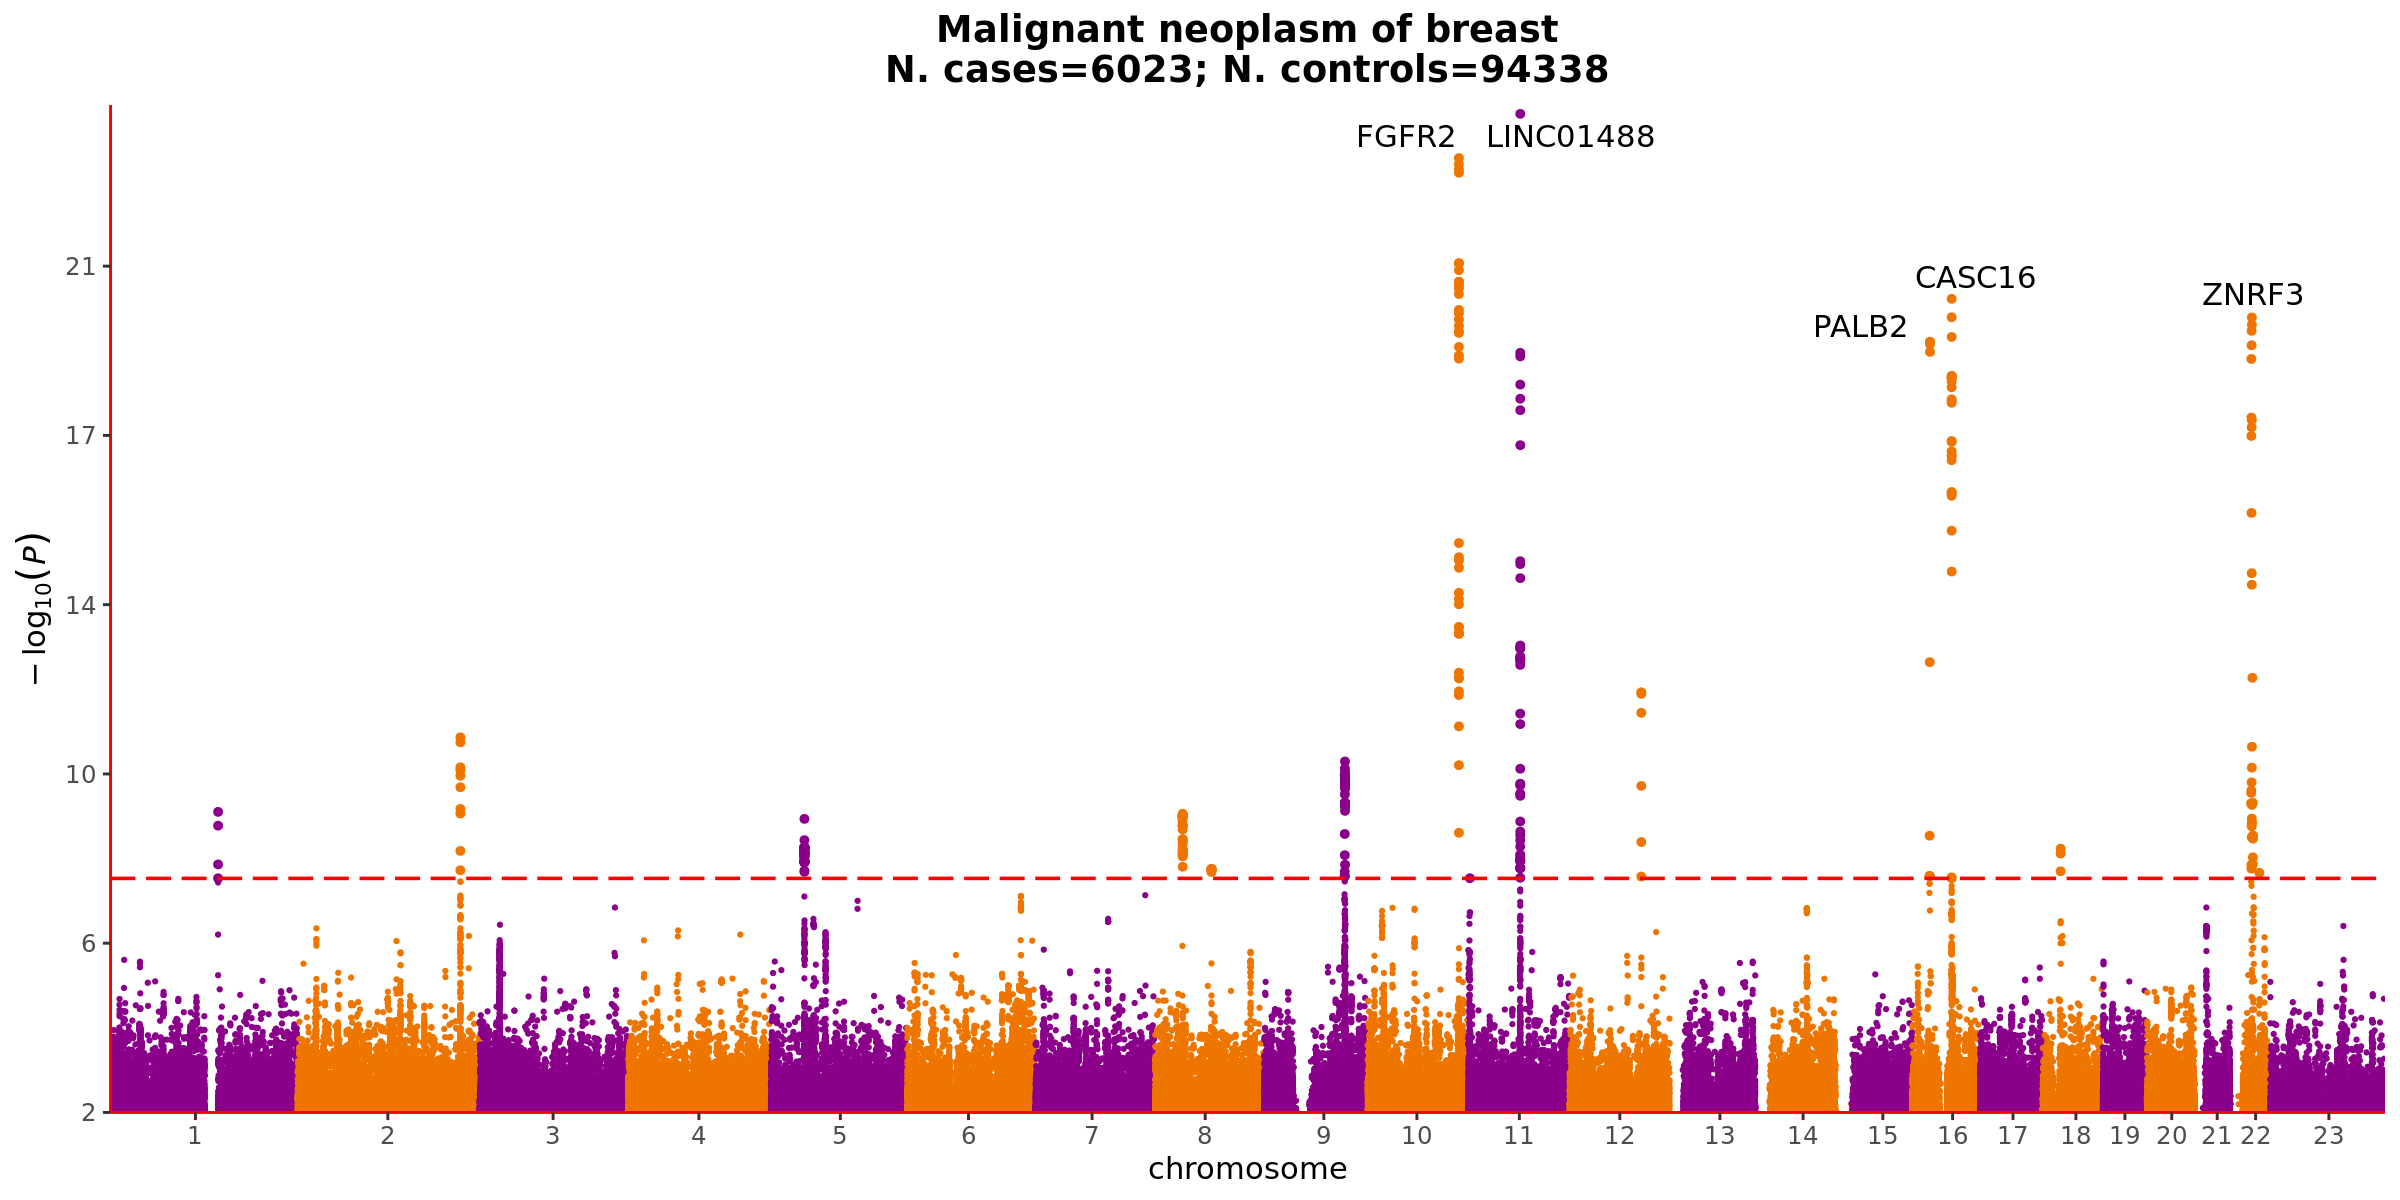 Malignant neoplasm of breast
N. cases=6023; N. controls=94338
FGFR2 LINC01488
CASC16
ZNRF3
PALB2
21
17
14
10
6
2
− log₁₀(P)
1 2 3 4 5 6 7 8 9 10 11 12 13 14 15 16 17 18 19 20 21 22 23
chromosome